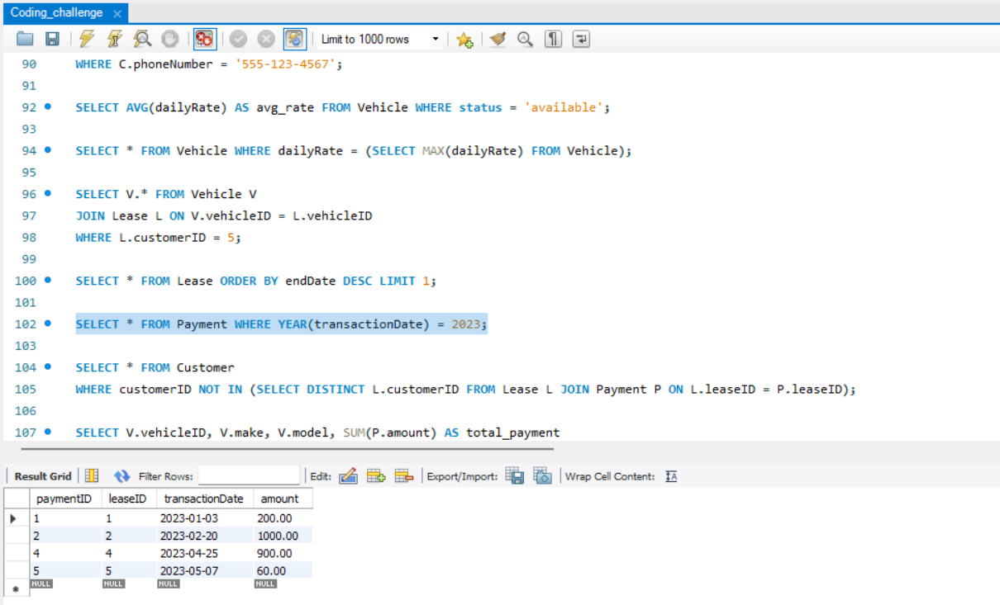 Coding_challenge ×
Limit to 1000 rows
90 WHERE C.phoneNumber = '555-123-4567';
91
92 SELECT AVG(dailyRate) AS avg_rate FROM Vehicle WHERE status = 'available';
93
94 SELECT * FROM Vehicle WHERE dailyRate = (SELECT MAX(dailyRate) FROM Vehicle);
95
96 SELECT V.* FROM Vehicle V
97 JOIN Lease L ON V.vehicleID = L.vehicleID
98 WHERE L.customerID = 5;
99
100 SELECT * FROM Lease ORDER BY endDate DESC LIMIT 1;
101
102 SELECT * FROM Payment WHERE YEAR(transactionDate) = 2023;
103
104 SELECT * FROM Customer
105 WHERE customerID NOT IN (SELECT DISTINCT L.customerID FROM Lease L JOIN Payment P ON L.leaseID = P.leaseID);
106
107 SELECT V.vehicleID, V.make, V.model, SUM(P.amount) AS total_payment
Result Grid Filter Rows: Edit: Export/Import: Wrap Cell Content: IA
paymentID leaseID transactionDate amount
1 1 2023-01-03 200.00
2 2 2023-02-20 1000.00
4 4 2023-04-25 900.00
5 5 2023-05-07 60.00
NULL NULL NULL NULL